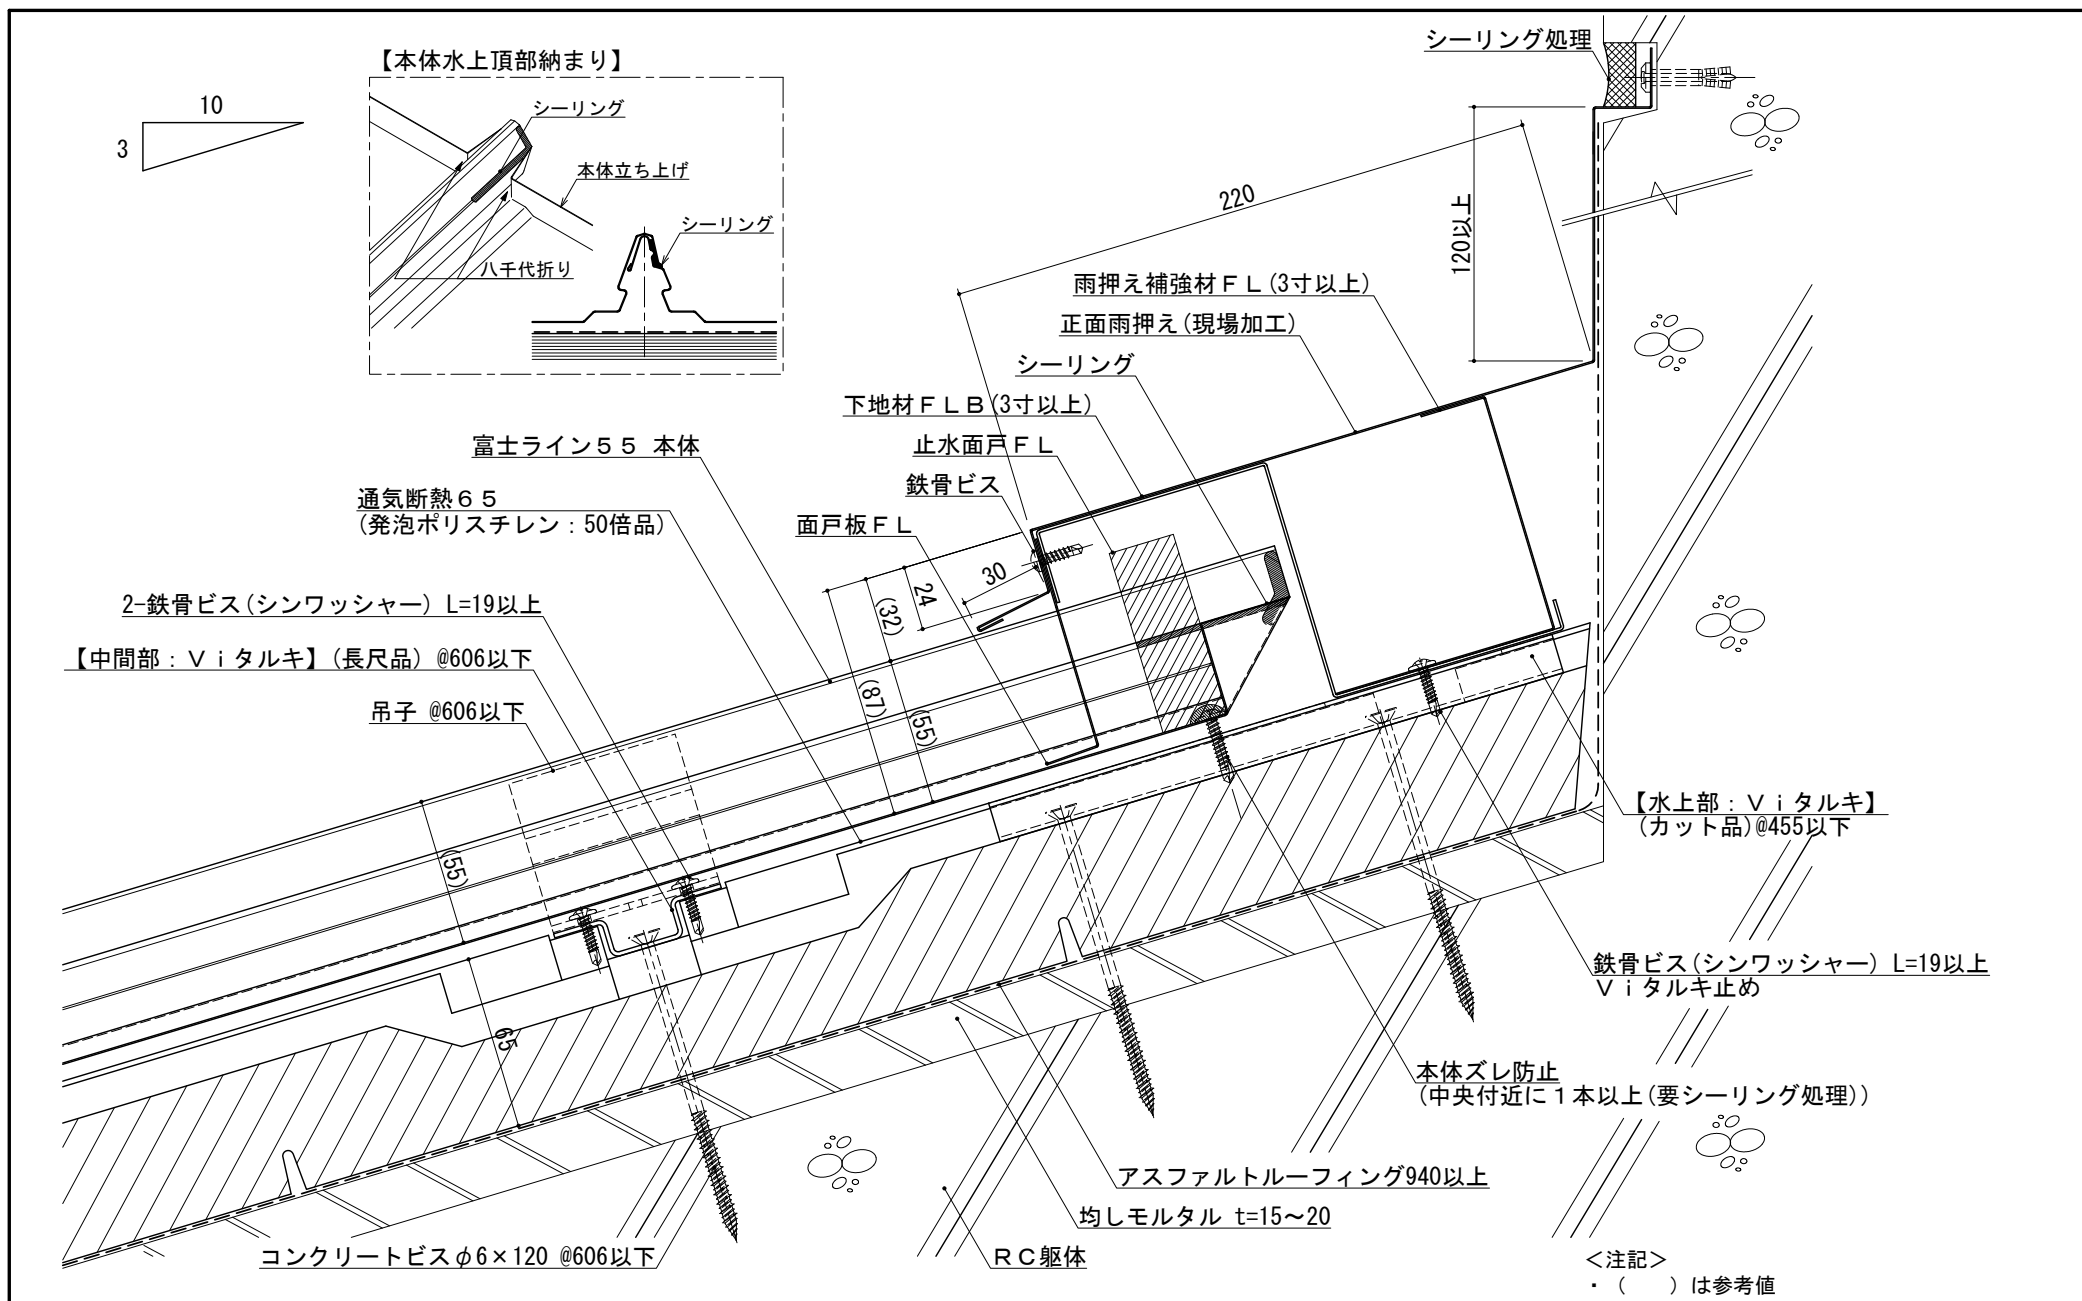 【本体水上頂部納まり】
シーリング
本体立ち上げ
シーリング
八千代折り
10
3
シーリング処理
220
120以上
雨押え補強材ＦＬ(3寸以上)
正面雨押え(現場加工)
シーリング
下地材ＦＬＢ(3寸以上)
止水面戸ＦＬ
鉄骨ビス
面戸板ＦＬ
富士ライン５５ 本体
通気断熱６５
(発泡ポリスチレン：50倍品)
2-鉄骨ビス(シンワッシャー) L=19以上
【中間部：Ｖｉタルキ】(長尺品) @606以下
吊子 @606以下
30
24
(32)
(87)
(55)
(55)
65
【水上部：Ｖｉタルキ】
(カット品)@455以下
鉄骨ビス(シンワッシャー) L=19以上
Ｖｉタルキ止め
本体ズレ防止
(中央付近に１本以上(要シーリング処理))
アスファルトルーフィング940以上
均しモルタル t=15～20
ＲＣ躯体
コンクリートビスφ6×120 @606以下
＜注記＞
・（　　）は参考値